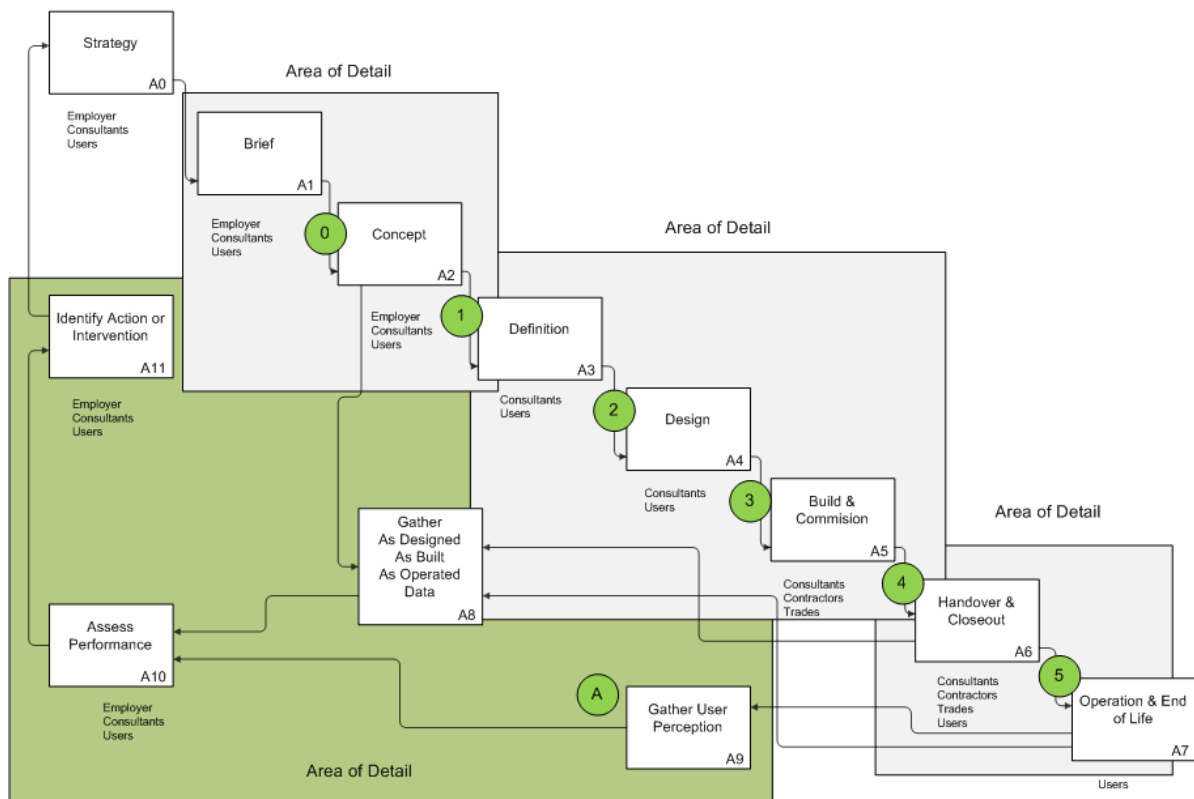 Strategy
A0
Employer
Consultants
Users
Area of Detail
Brief
A1
Employer
Consultants
Users
0
Concept
A2
Employer
Consultants
Users
Area of Detail
1
Definition
A3
Consultants
Users
2
Design
A4
Consultants
Users
3
Build &
Commision
A5
Consultants
Contractors
Trades
Area of Detail
4
Handover &
Closeout
A6
Consultants
Contractors
Trades
Users
5
Operation & End
of Life
A7
Users
Identify Action or
Intervention
A11
Employer
Consultants
Users
Gather
As Designed
As Built
As Operated
Data
A8
Assess
Performance
A10
Employer
Consultants
Users
A
Gather User
Perception
A9
Area of Detail